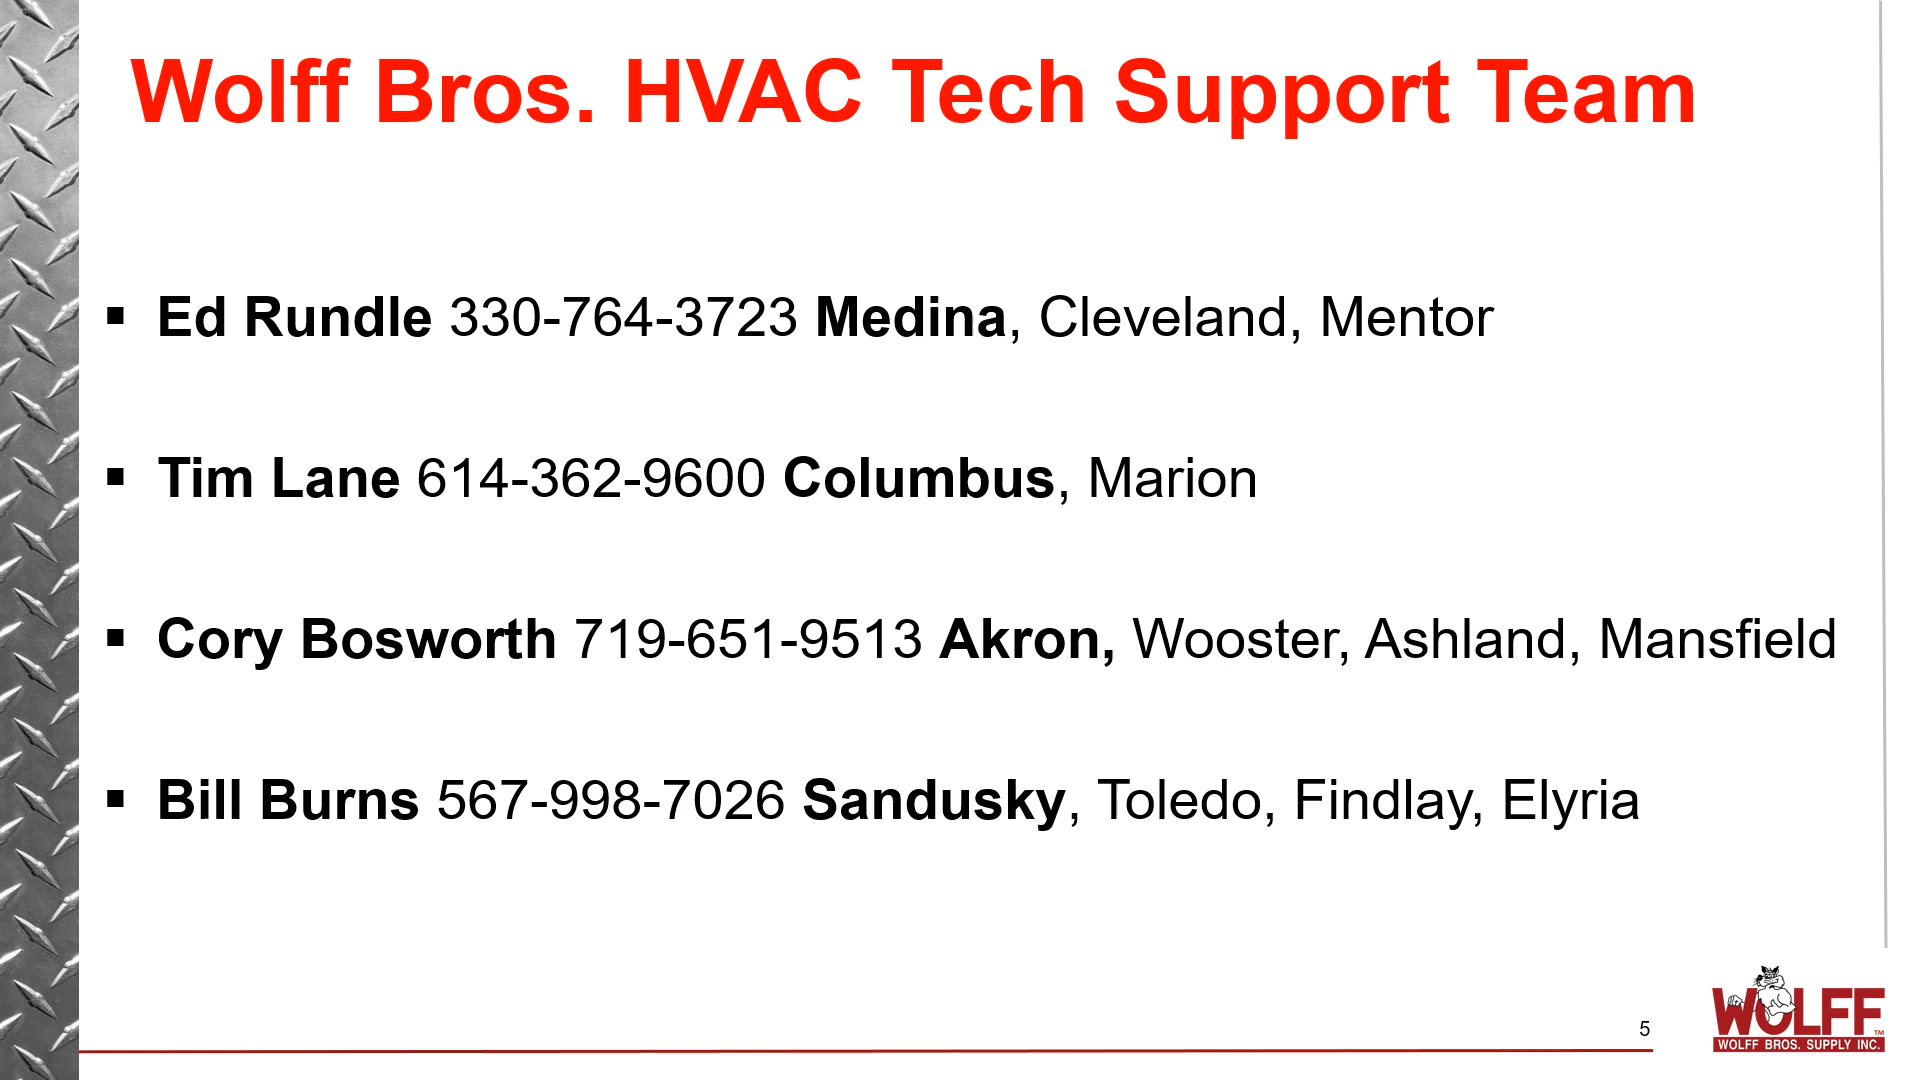 Wolff Bros. HVAC Tech Support Team
▪ Ed Rundle 330-764-3723 Medina, Cleveland, Mentor
▪ Tim Lane 614-362-9600 Columbus, Marion
▪ Cory Bosworth 719-651-9513 Akron, Wooster, Ashland, Mansfield
▪ Bill Burns 567-998-7026 Sandusky, Toledo, Findlay, Elyria
5
WOLFF™
WOLFF BROS. SUPPLY INC.